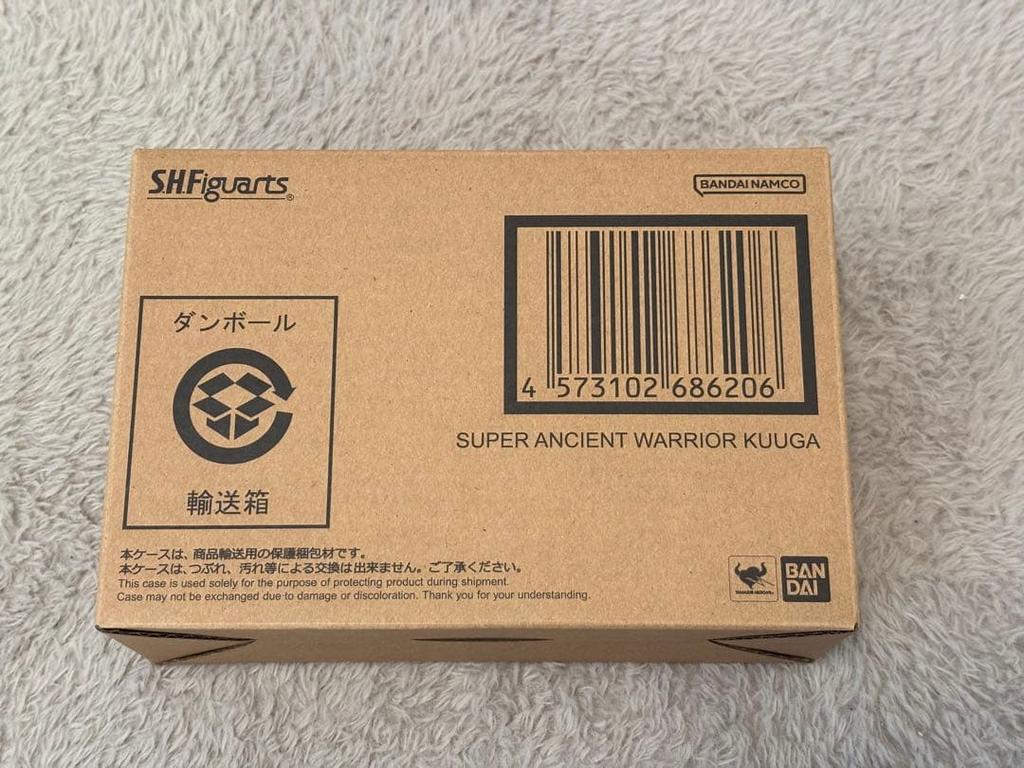 S.H.Figuarts®
BANDAI NAMCO
ダンボール
輸送箱
4 573102 686206
SUPER ANCIENT WARRIOR KUUGA
本ケースは、商品輸送用の保護梱包材です。
本ケースは、つぶれ、汚れ等による交換は出来ません。ご了承ください。
This case is used solely for the purpose of protecting product during shipment.
Case may not be exchanged due to damage or discoloration. Thank you for your understanding.
BAN
DAI